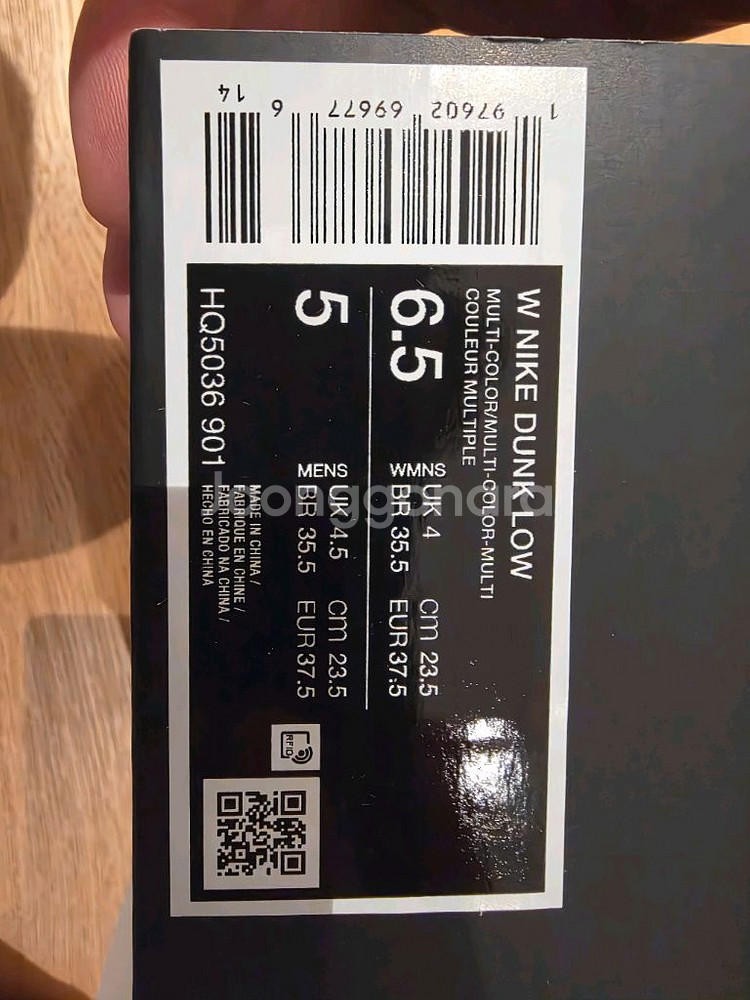 1 97602 69677 6 14
W NIKE DUNK LOW
MULTI-COLOR/MULTI-COLOR-MULTI
COULEUR MULTIPLE
6.5 WMNS UK 4 CM 23.5
BR 35.5 EUR 37.5
5 MENS UK 4.5 CM 23.5
BR 35.5 EUR 37.5
HQ5036 901
MADE IN CHINA /
FABRIQUE EN CHINE /
FABRICADO NA CHINA /
HECHO EN CHINA
RFID
joonggonara